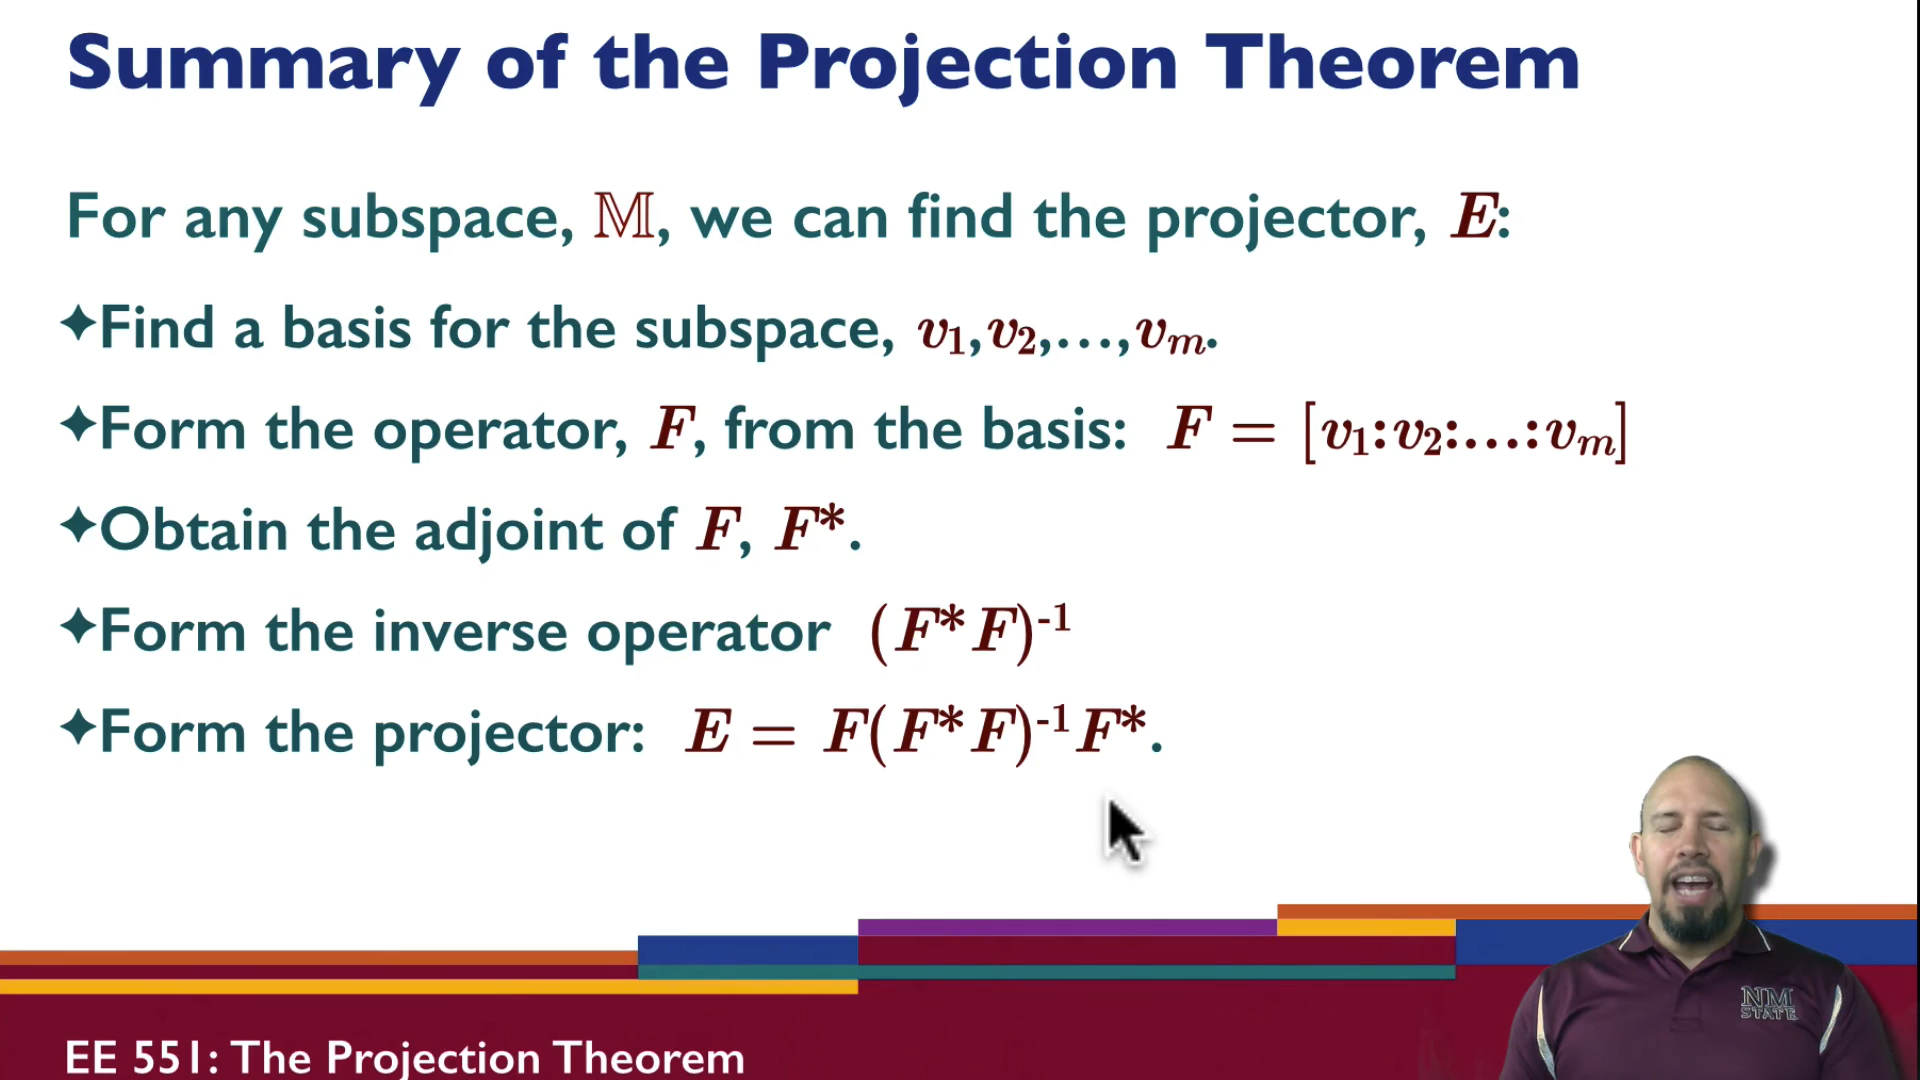 Summary of the Projection Theorem
For any subspace, 𝕄, we can find the projector, E:
✦Find a basis for the subspace, v₁,v₂,…,vₘ.
✦Form the operator, F, from the basis: F = [v₁:v₂:…:vₘ]
✦Obtain the adjoint of F, F*.
✦Form the inverse operator (F*F)⁻¹
✦Form the projector: E = F(F*F)⁻¹F*.
NM
STATE
EE 551: The Projection Theorem